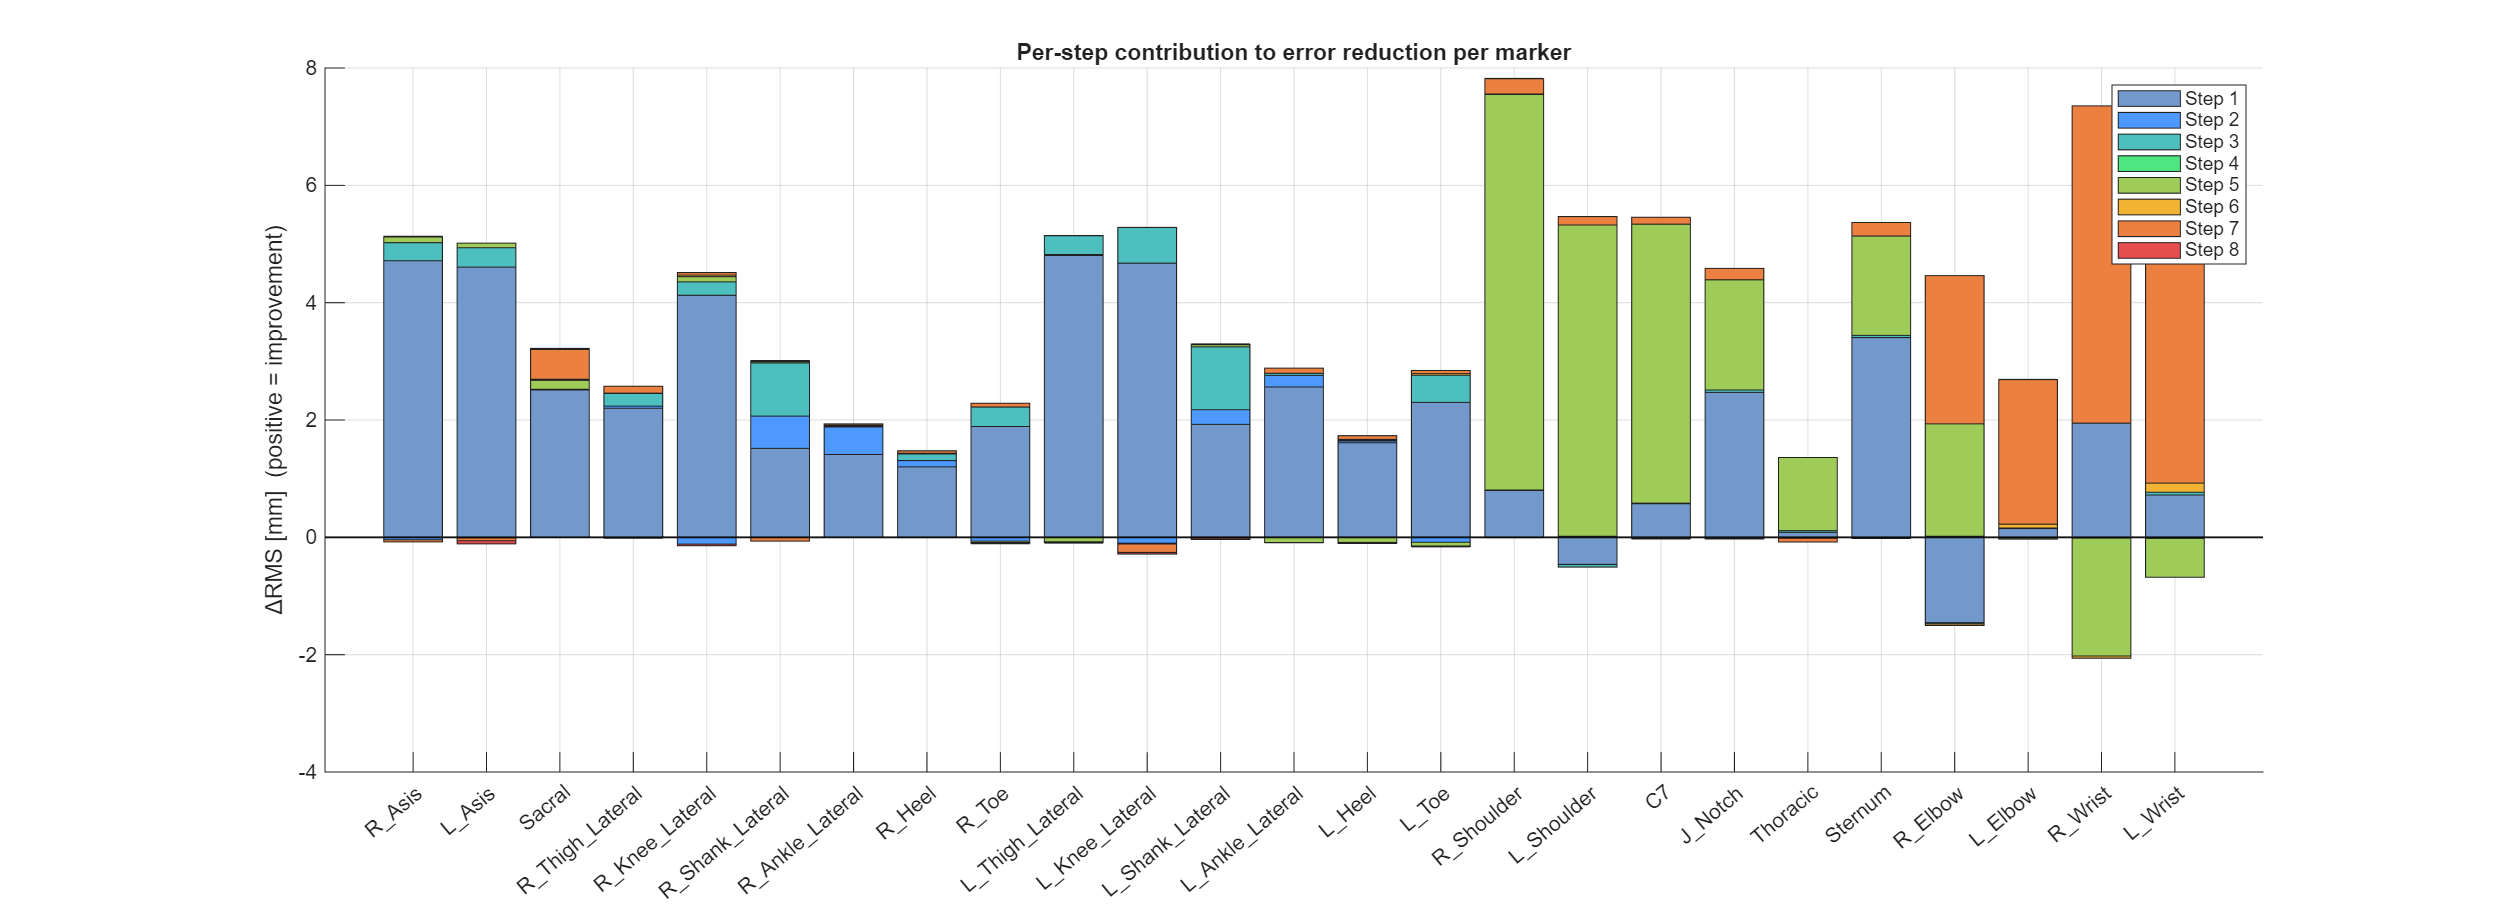 Per-step contribution to error reduction per marker
ΔRMS [mm]  (positive = improvement)
8
6
4
2
0
-2
-4
Step 1
Step 2
Step 3
Step 4
Step 5
Step 6
Step 7
Step 8
R_Asis
L_Asis
Sacral
R_Thigh_Lateral
R_Knee_Lateral
R_Shank_Lateral
R_Ankle_Lateral
R_Heel
R_Toe
L_Thigh_Lateral
L_Knee_Lateral
L_Shank_Lateral
L_Ankle_Lateral
L_Heel
L_Toe
R_Shoulder
L_Shoulder
C7
J_Notch
Thoracic
Sternum
R_Elbow
L_Elbow
R_Wrist
L_Wrist